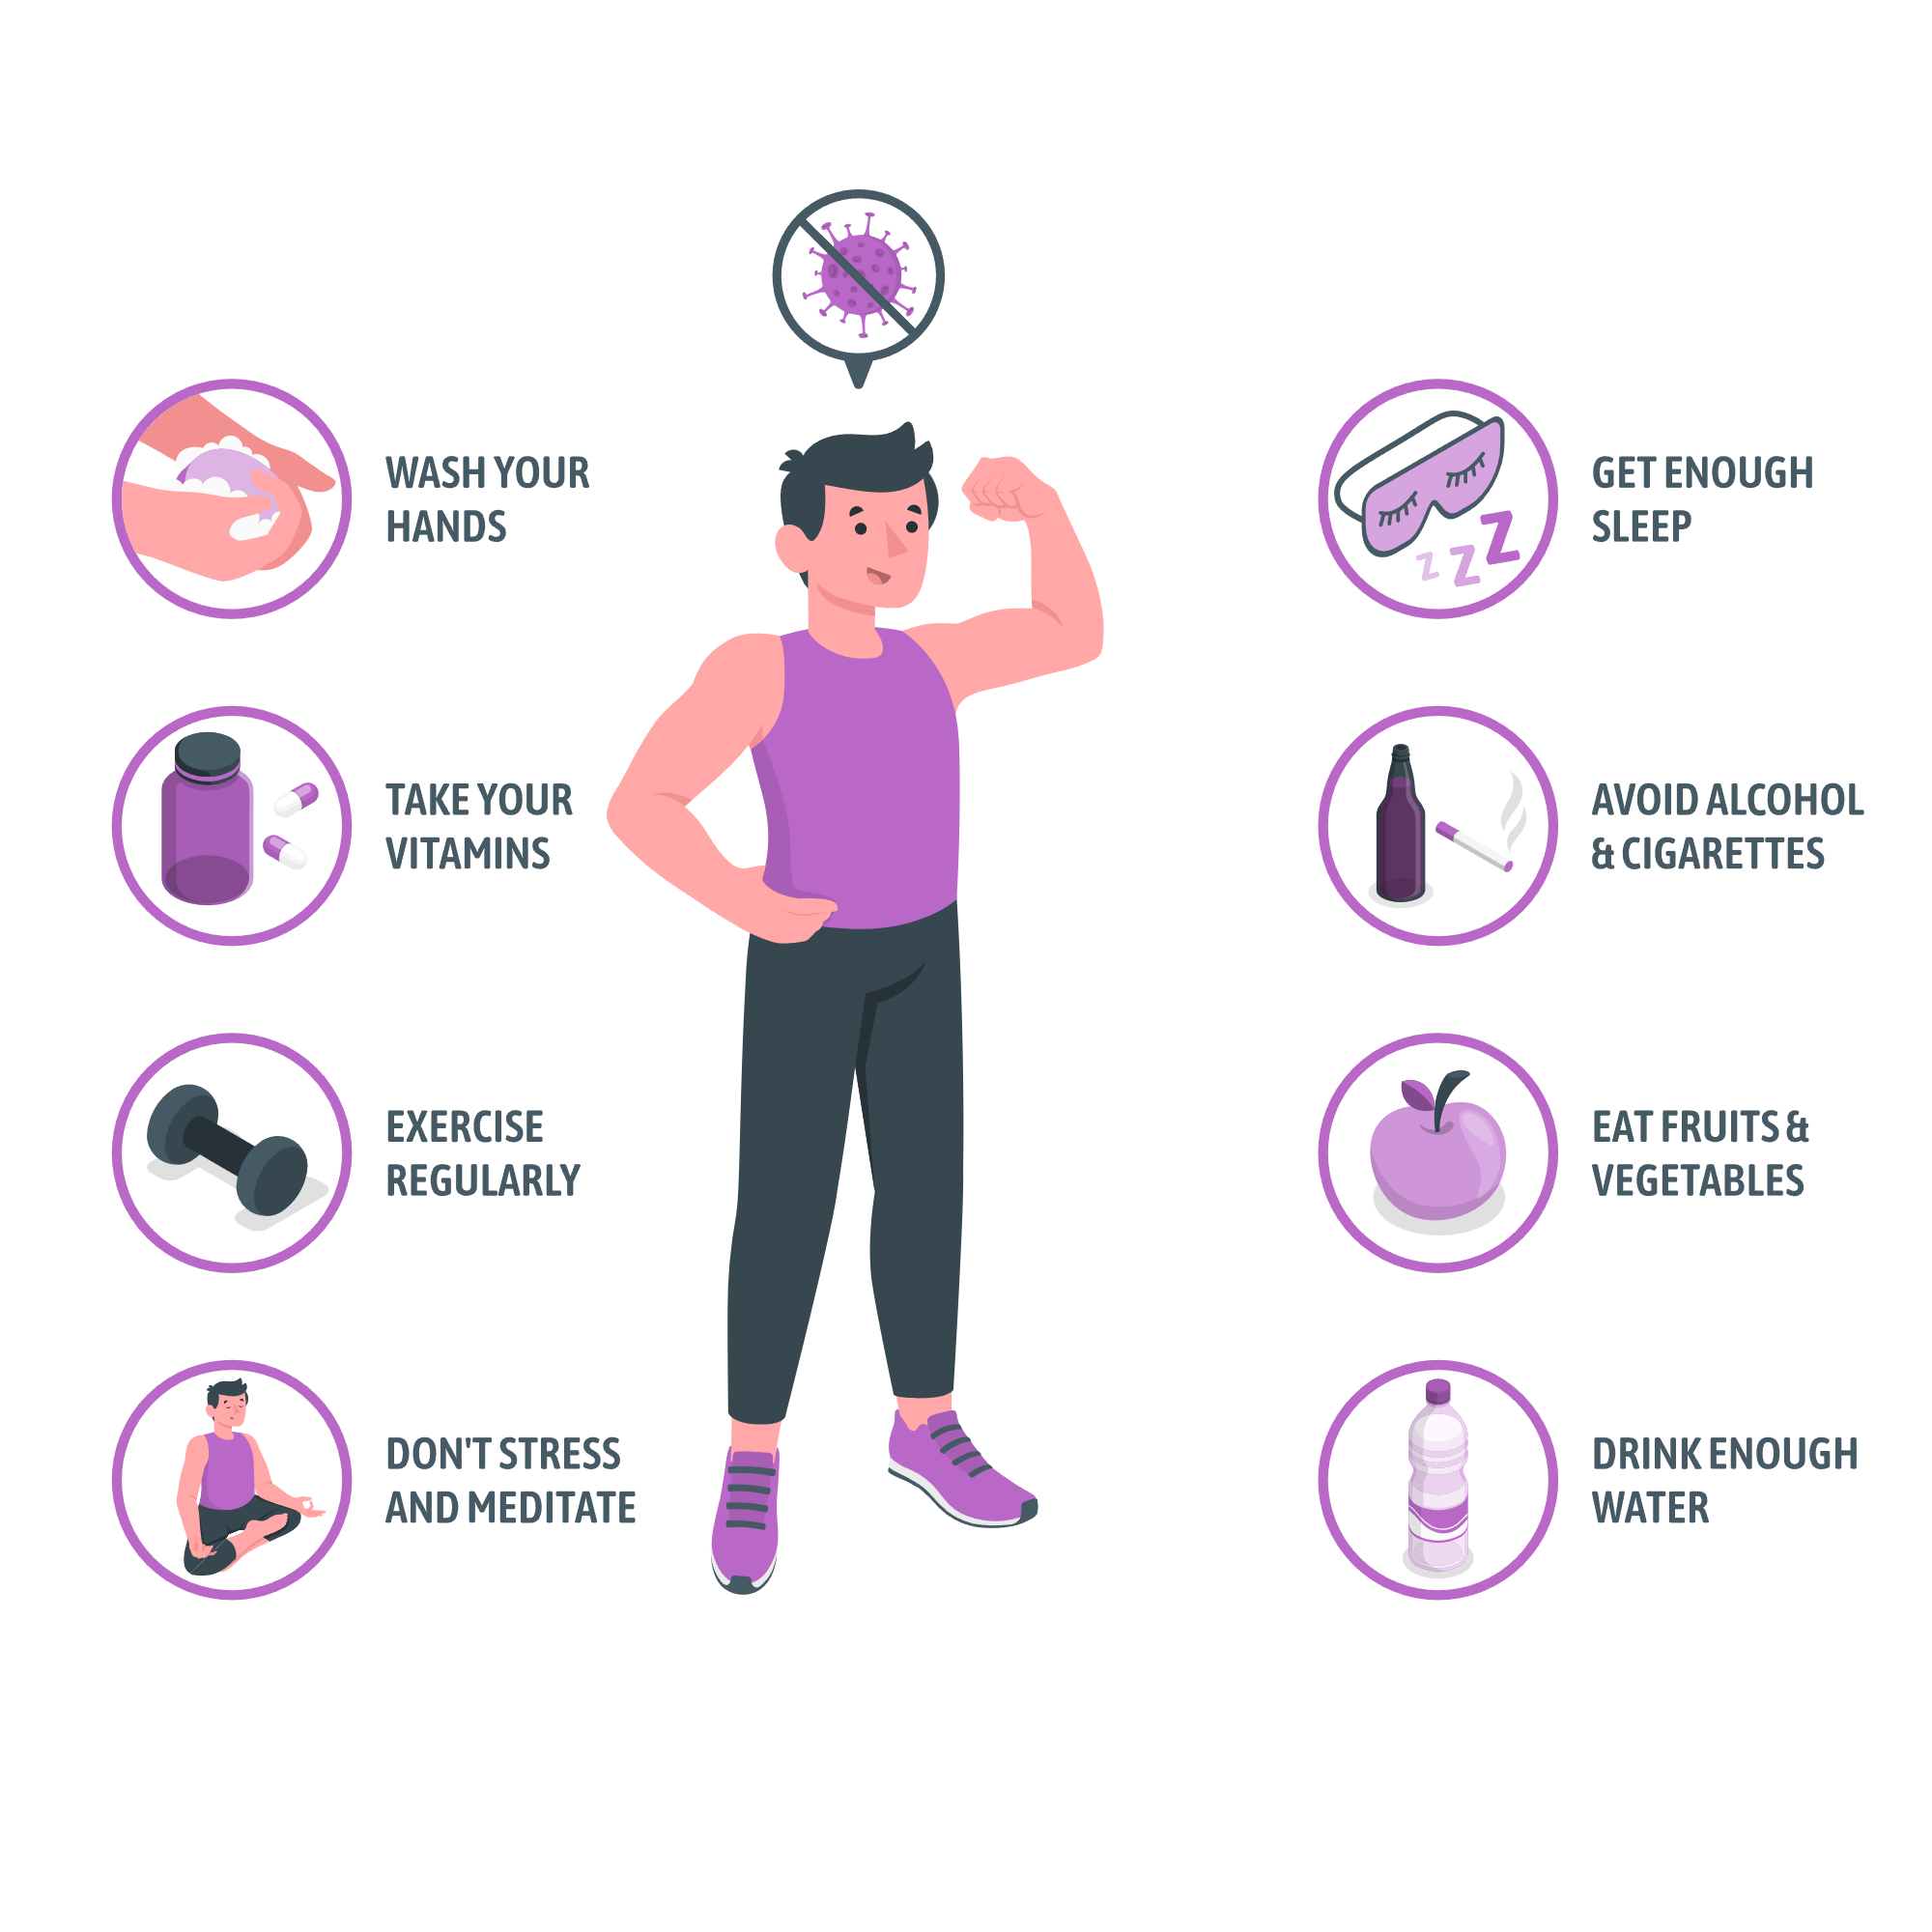 WASH YOUR
HANDS
TAKE YOUR
VITAMINS
EXERCISE
REGULARLY
DON'T STRESS
AND MEDITATE
GET ENOUGH
SLEEP
Z Z Z
AVOID ALCOHOL
& CIGARETTES
EAT FRUITS &
VEGETABLES
DRINK ENOUGH
WATER